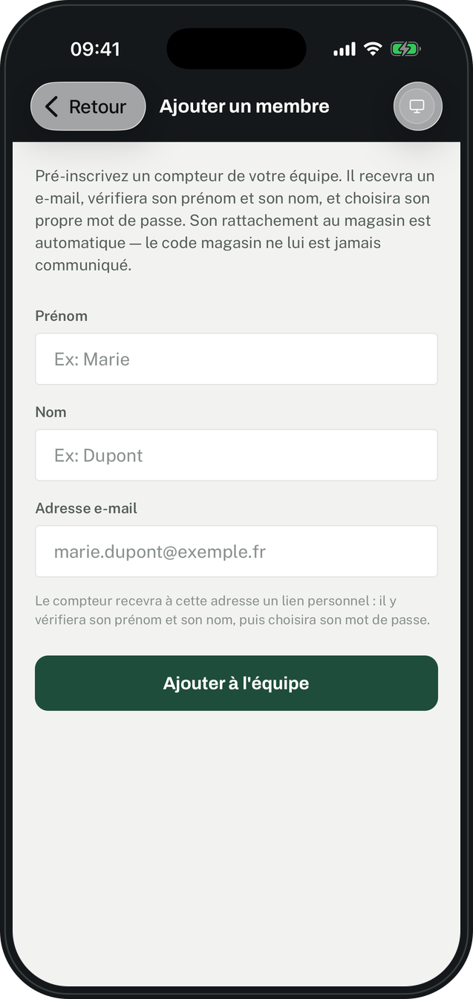 09:41
Retour
Ajouter un membre
Pré-inscrivez un compteur de votre équipe. Il recevra un
e-mail, vérifiera son prénom et son nom, et choisira son
propre mot de passe. Son rattachement au magasin est
automatique — le code magasin ne lui est jamais
communiqué.
Prénom
Ex: Marie
Nom
Ex: Dupont
Adresse e-mail
marie.dupont@exemple.fr
Le compteur recevra à cette adresse un lien personnel : il y
vérifiera son prénom et son nom, puis choisira son mot de passe.
Ajouter à l'équipe